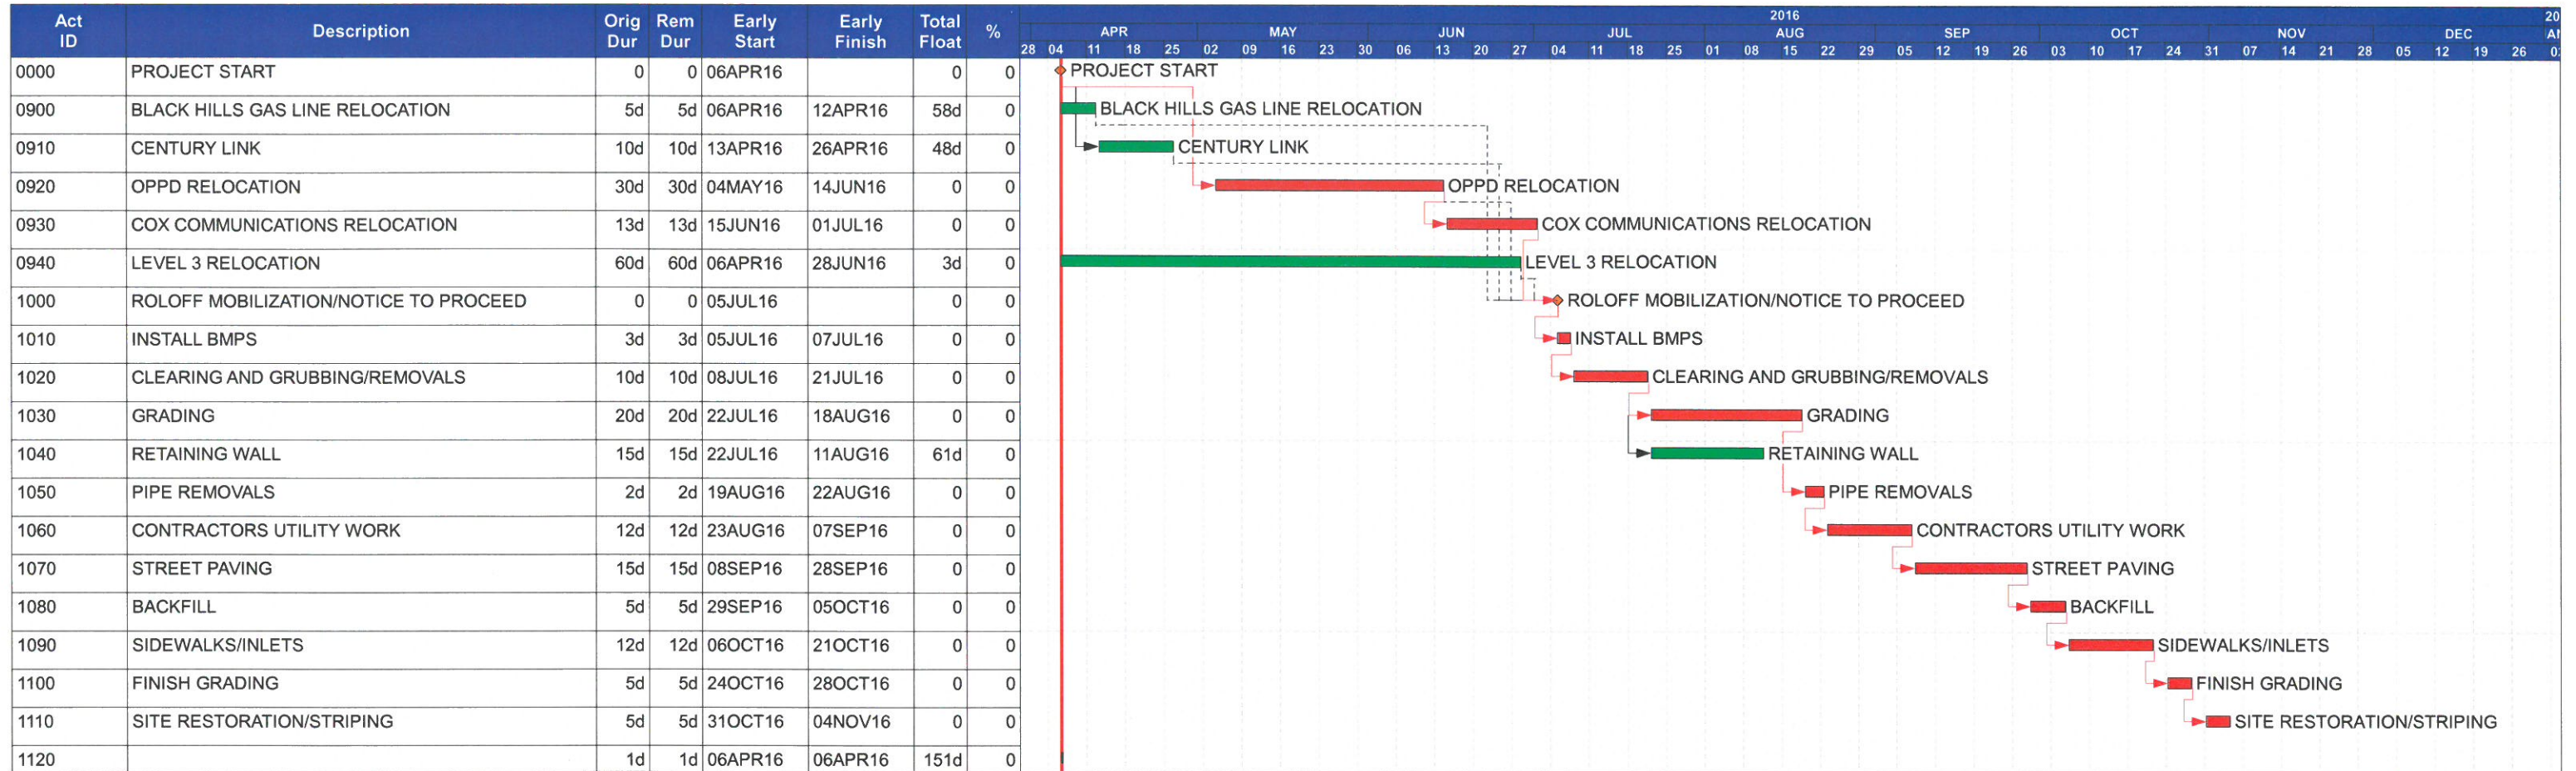 Act ID Description Orig Dur Rem Dur Early Start Early Finish Total Float % 2016 20
APR MAY JUN JUL AUG SEP OCT NOV DEC
28 04 11 18 25 02 09 16 23 30 06 13 20 27 04 11 18 25 01 08 15 22 29 05 12 19 26 03 10 17 24 31 07 14 21 28 05 12 19 26
0000 PROJECT START 0 0 06APR16 0 0 PROJECT START
0900 BLACK HILLS GAS LINE RELOCATION 5d 5d 06APR16 12APR16 58d 0 BLACK HILLS GAS LINE RELOCATION
0910 CENTURY LINK 10d 10d 13APR16 26APR16 48d 0 CENTURY LINK
0920 OPPD RELOCATION 30d 30d 04MAY16 14JUN16 0 0 OPPD RELOCATION
0930 COX COMMUNICATIONS RELOCATION 13d 13d 15JUN16 01JUL16 0 0 COX COMMUNICATIONS RELOCATION
0940 LEVEL 3 RELOCATION 60d 60d 06APR16 28JUN16 3d 0 LEVEL 3 RELOCATION
1000 ROLOFF MOBILIZATION/NOTICE TO PROCEED 0 0 05JUL16 0 0 ROLOFF MOBILIZATION/NOTICE TO PROCEED
1010 INSTALL BMPS 3d 3d 05JUL16 07JUL16 0 0 INSTALL BMPS
1020 CLEARING AND GRUBBING/REMOVALS 10d 10d 08JUL16 21JUL16 0 0 CLEARING AND GRUBBING/REMOVALS
1030 GRADING 20d 20d 22JUL16 18AUG16 0 0 GRADING
1040 RETAINING WALL 15d 15d 22JUL16 11AUG16 61d 0 RETAINING WALL
1050 PIPE REMOVALS 2d 2d 19AUG16 22AUG16 0 0 PIPE REMOVALS
1060 CONTRACTORS UTILITY WORK 12d 12d 23AUG16 07SEP16 0 0 CONTRACTORS UTILITY WORK
1070 STREET PAVING 15d 15d 08SEP16 28SEP16 0 0 STREET PAVING
1080 BACKFILL 5d 5d 29SEP16 05OCT16 0 0 BACKFILL
1090 SIDEWALKS/INLETS 12d 12d 06OCT16 21OCT16 0 0 SIDEWALKS/INLETS
1100 FINISH GRADING 5d 5d 24OCT16 28OCT16 0 0 FINISH GRADING
1110 SITE RESTORATION/STRIPING 5d 5d 31OCT16 04NOV16 0 0 SITE RESTORATION/STRIPING
1120 1d 1d 06APR16 06APR16 151d 0